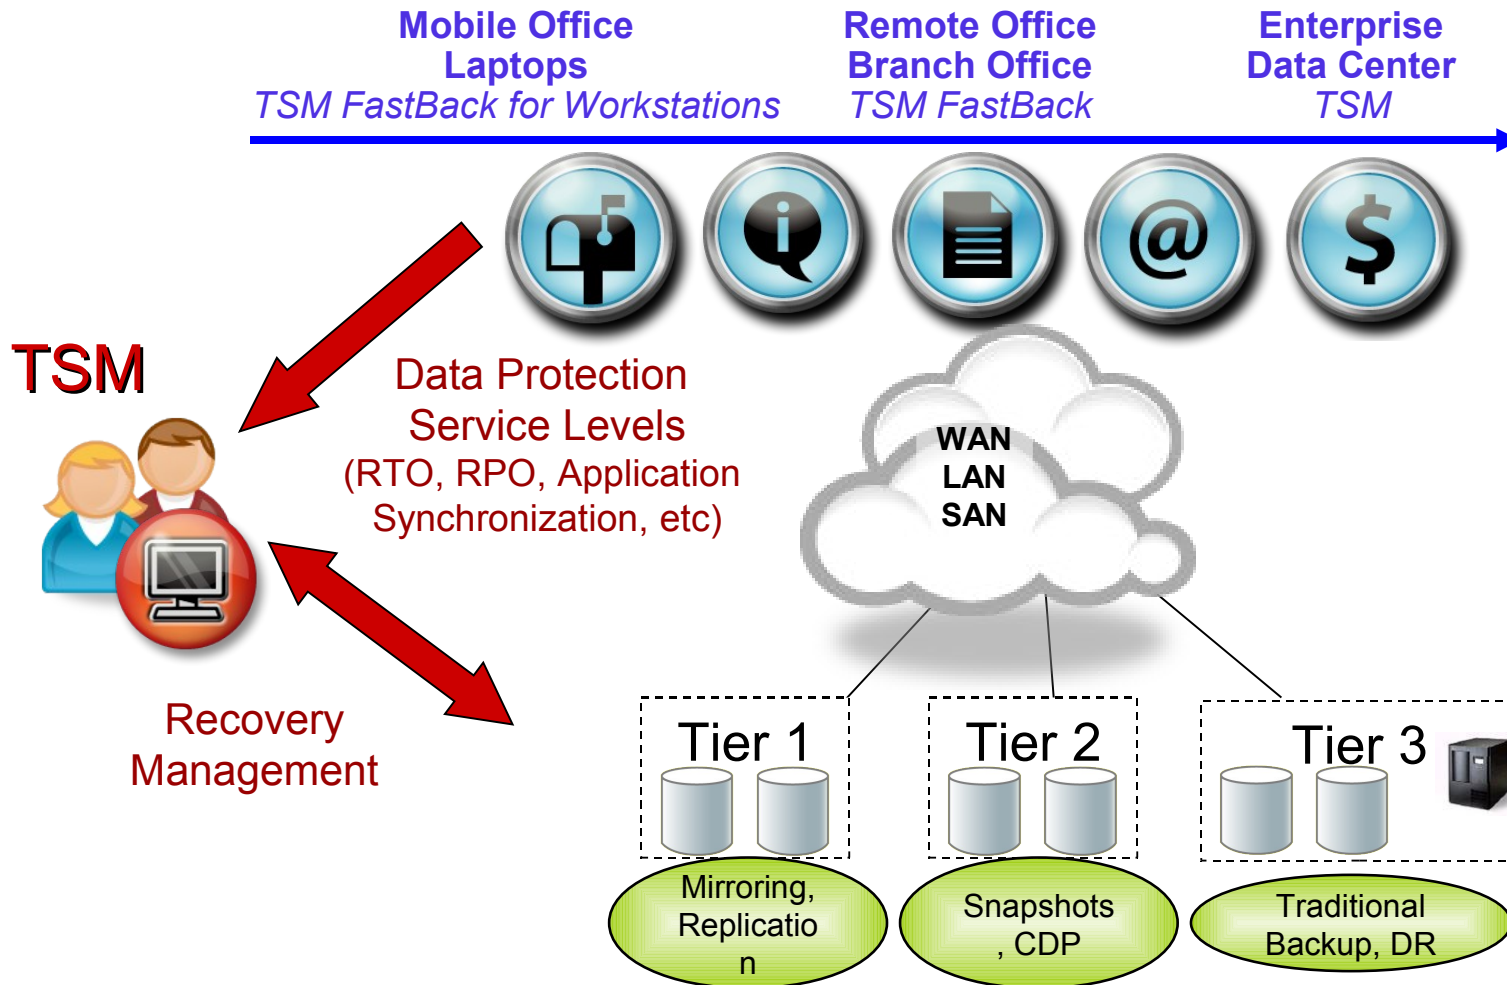 Mobile Office
Laptops
TSM FastBack for Workstations
Remote Office
Branch Office
TSM FastBack
Enterprise
Data Center
TSM
i
@
$
TSM
Data Protection
Service Levels
(RTO, RPO, Application
Synchronization, etc)
WAN
LAN
SAN
Recovery
Management
Tier 1
Tier 2
Tier 3
Mirroring,
Replicatio
n
Snapshots
, CDP
Traditional
Backup, DR